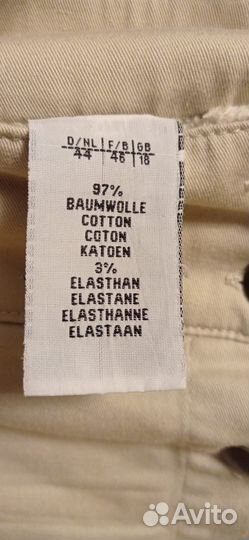 D/NL | F/B | GB
44 | 46 | 18
97%
BAUMWOLLE
COTTON
COTON
KATOEN
3%
ELASTHAN
ELASTANE
ELASTHANNE
ELASTAAN
Avito